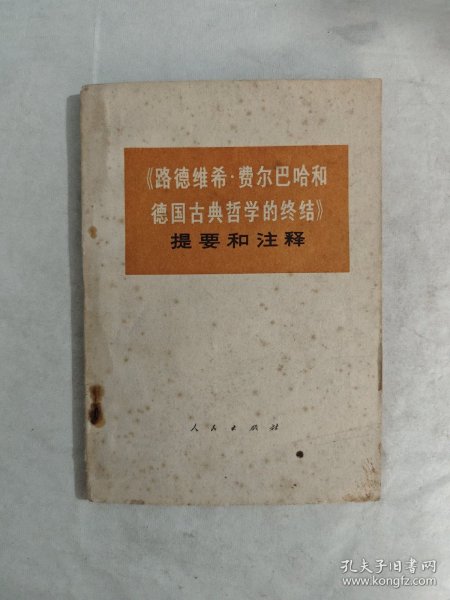 《路德维希·费尔巴哈和
德国古典哲学的终结》
提要和注释
人民出版社
孔夫子旧书网
www.kongfz.com